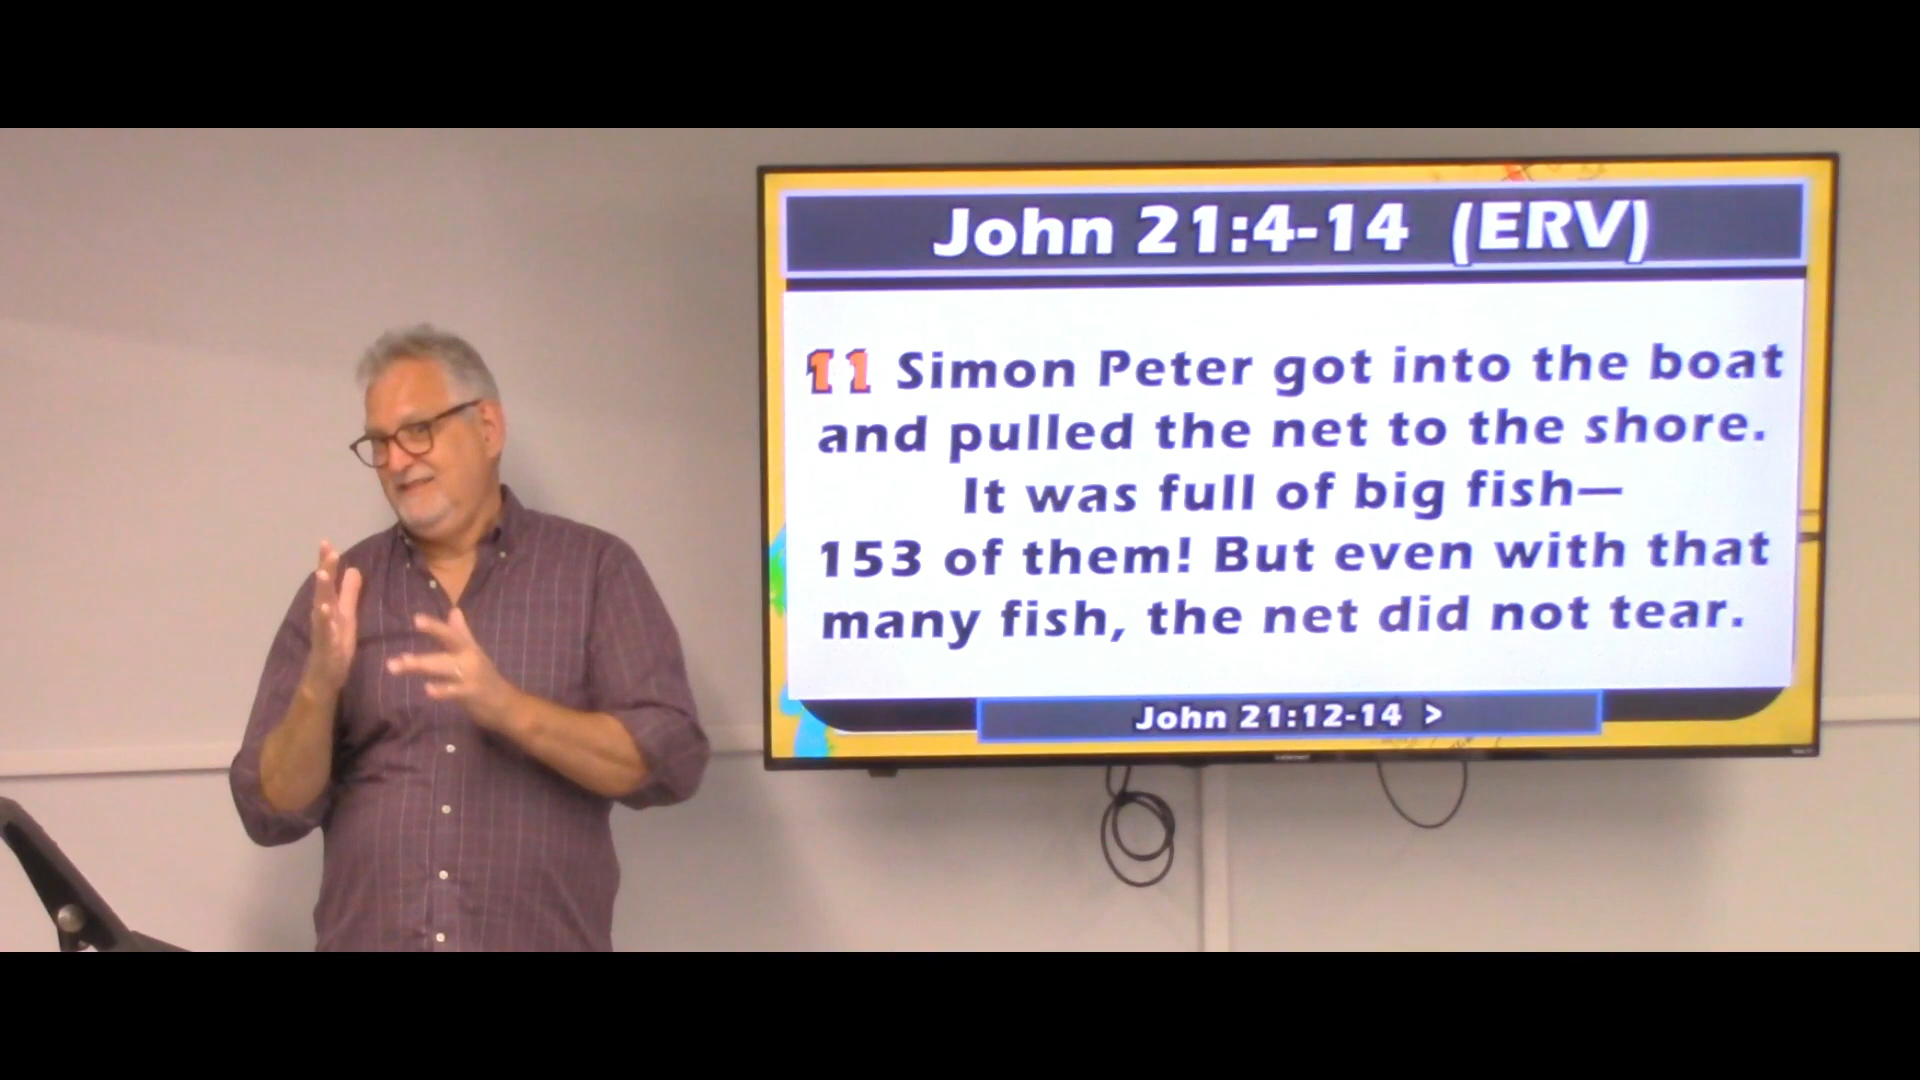 John 21:4-14 (ERV)
11 Simon Peter got into the boat
and pulled the net to the shore.
It was full of big fish—
153 of them! But even with that
many fish, the net did not tear.
John 21:12-14 >